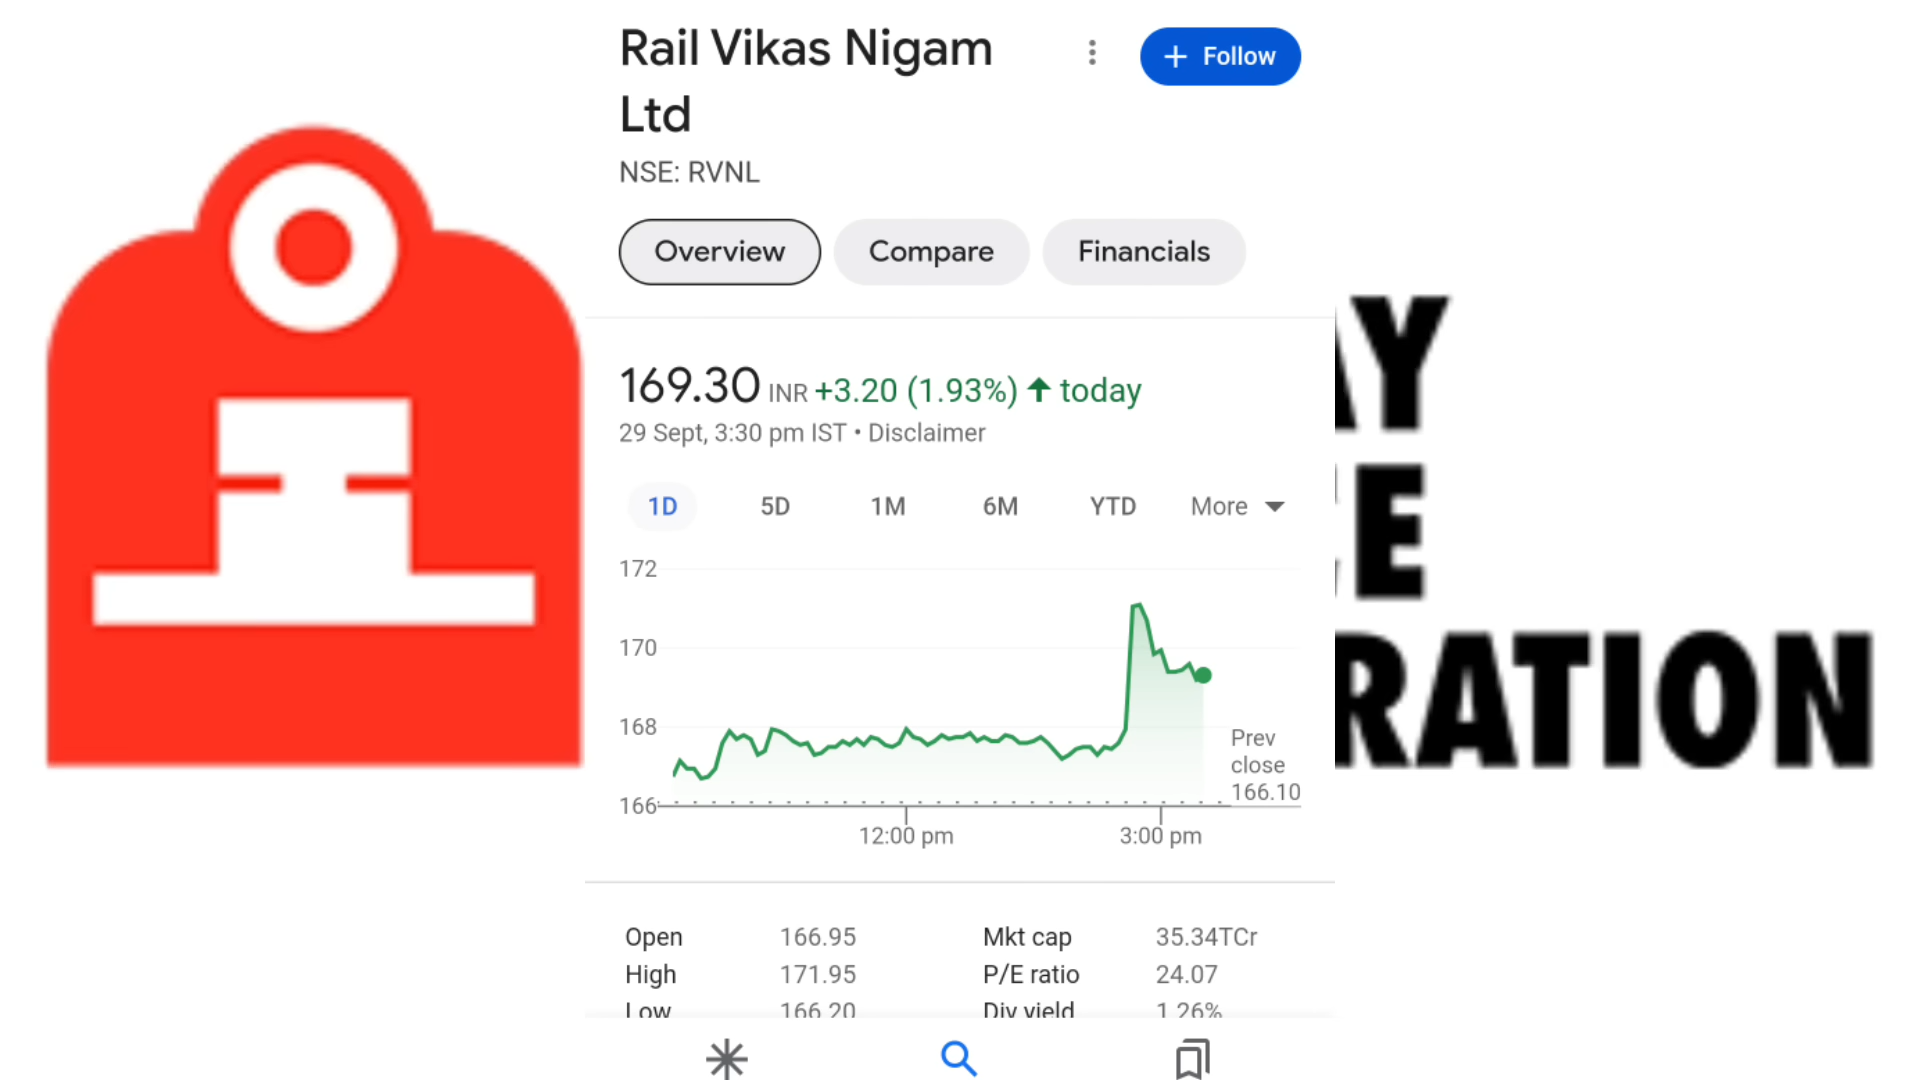 Rail Vikas Nigam
Ltd
+ Follow
NSE: RVNL
Overview Compare Financials
169.30 INR +3.20 (1.93%) ↑ today
29 Sept, 3:30 pm IST • Disclaimer
1D 5D 1M 6M YTD More
172
170
168
166
Prev
close
166.10
12:00 pm 3:00 pm
Open 166.95 Mkt cap 35.34TCr
High 171.95 P/E ratio 24.07
Low 166.20 Div yield 1.26%
AY
E
RATION